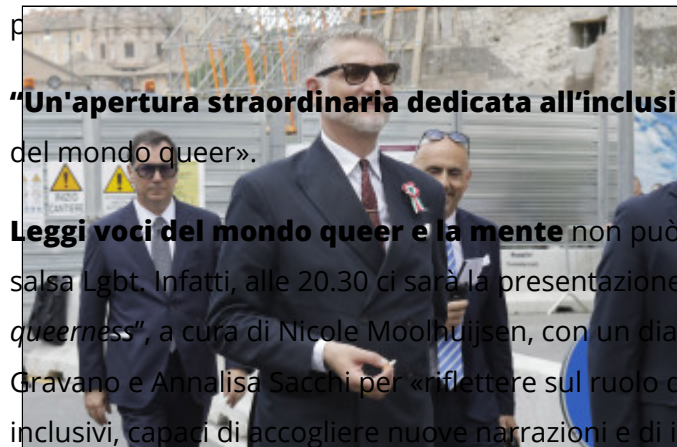 p
“Un'apertura straordinaria dedicata all’inclusi
del mondo queer».
INIZIO
CANTIERE
Leggi voci del mondo queer e la mente non può
salsa Lgbt. Infatti, alle 20.30 ci sarà la presentazione
queerness”, a cura di Nicole Moolhuijsen, con un dia
Gravano e Annalisa Sacchi per «riflettere sul ruolo d
inclusivi, capaci di accogliere nuove narrazioni e di i